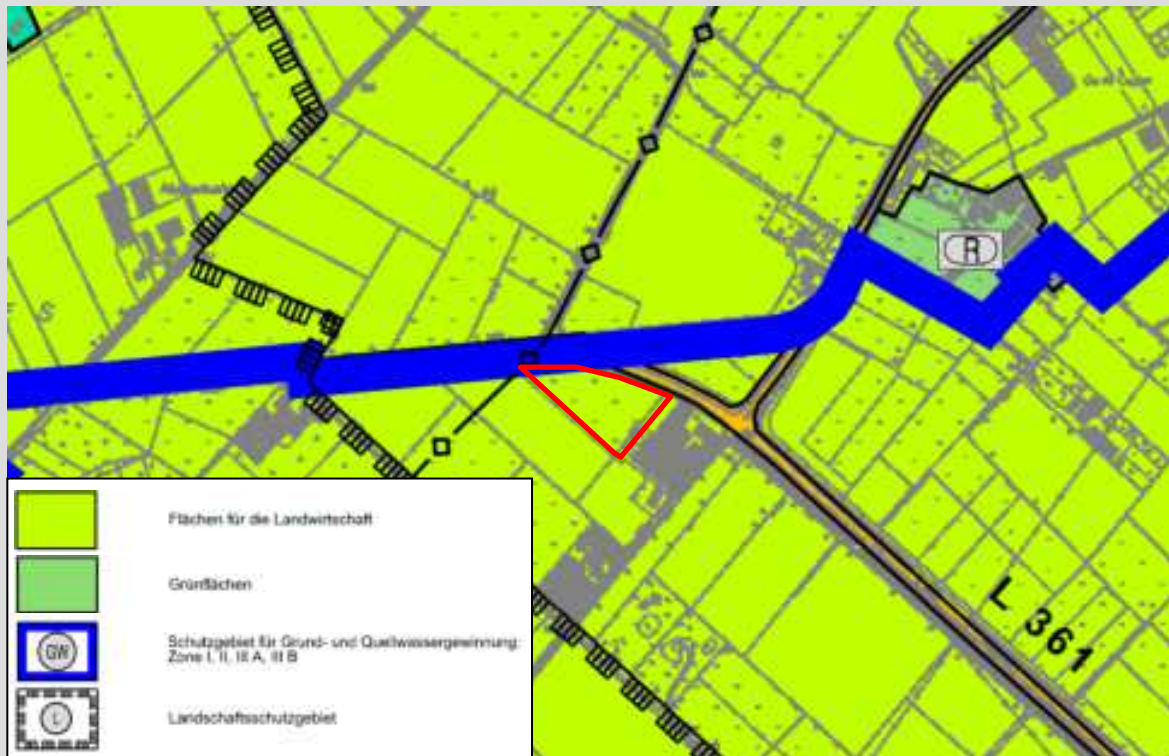 S
R
L 361
Flächen für die Landwirtschaft
Grünflächen
GW
Schutzgebiet für Grund- und Quellwassergewinnung:
Zone I, II, III A, III B
L
Landschaftsschutzgebiet